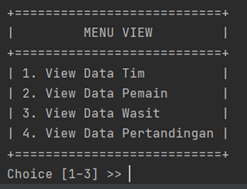 +===========================+
|         MENU VIEW         |
+===========================+
| 1. View Data Tim          |
| 2. View Data Pemain       |
| 3. View Data Wasit        |
| 4. View Data Pertandingan |
+===========================+
Choice [1-3] >>